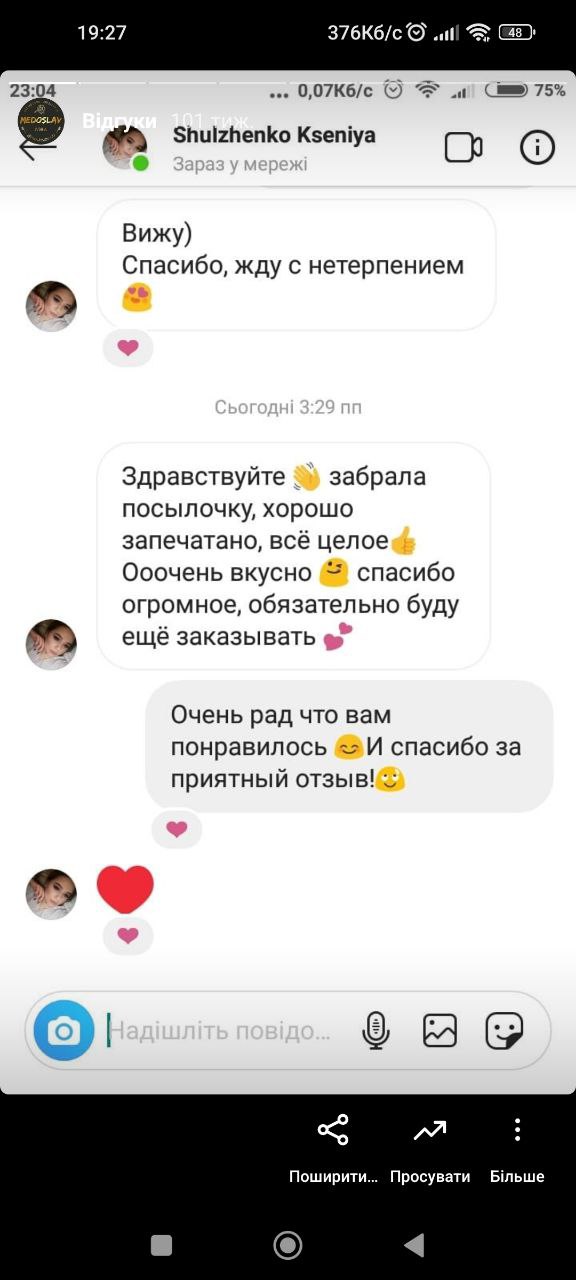 19:27
376Кб/с
48
23:04
... 0,07Кб/с
75%
MEDOSLAV
Відгуки 101 тиж.
Shulzhenko Kseniya
Зараз у мережі
Вижу)
Спасибо, жду с нетерпением
😍
Сьогодні 3:29 пп
Здравствуйте 👋 забрала
посылочку, хорошо
запечатано, всё целое👍
Ооочень вкусно 😋 спасибо
огромное, обязательно буду
ещё заказывать 💕
Очень рад что вам
понравилось 😊И спасибо за
приятный отзыв!🙄
Надішліть повідо...
Поширити...
Просувати
Більше